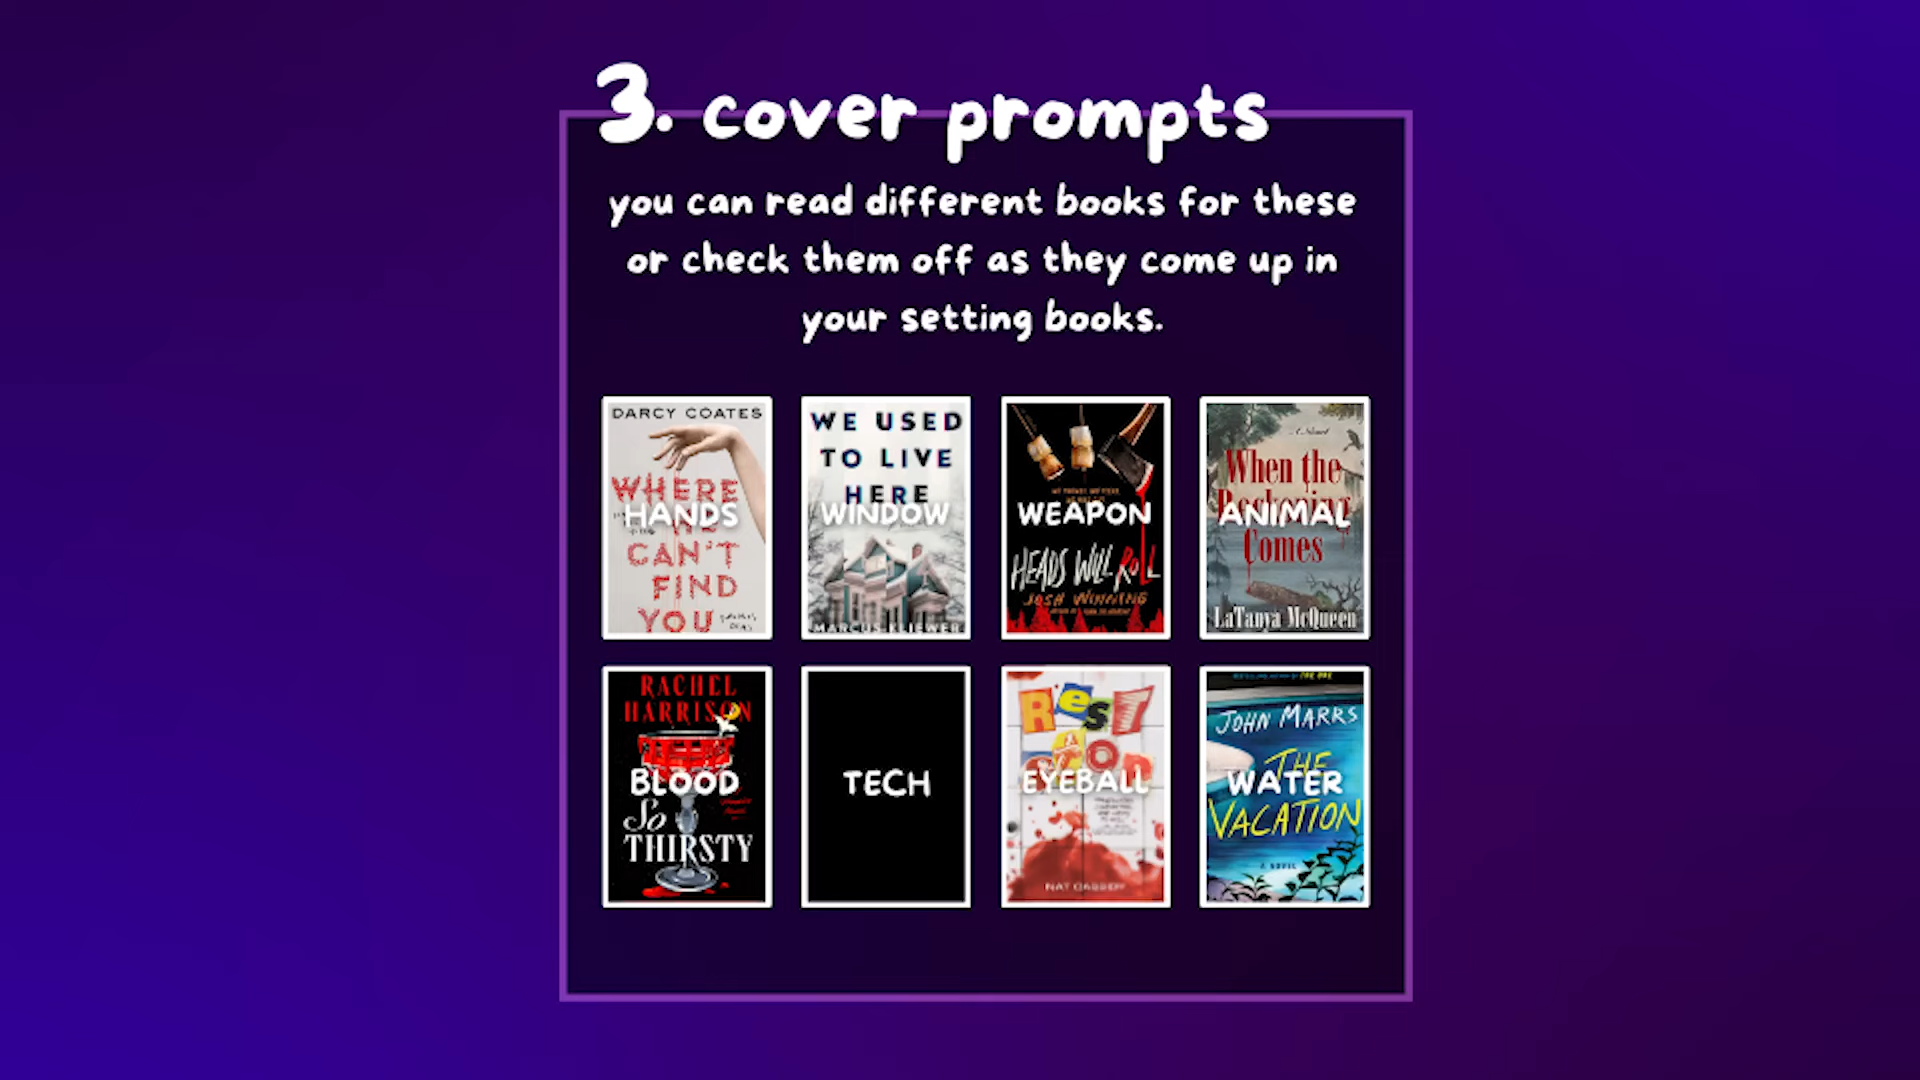 3. cover prompts
you can read different books for these
or check them off as they come up in
your setting books.
DARCY COATES
WHERE
HANDS
CAN'T
FIND
YOU
WE USED
TO LIVE
HERE
WINDOW
MARCUS KLIEWER
WEAPON
HEADS WILL ROLL
JOSH WINNING
A Novel
When the
Reckoning
ANIMAL
Comes
LaTanya McQueen
RACHEL
HARRISON
BLOOD
So
THIRSTY
TECH
Rest
EYEBALL
NAT CASSIDY
JOHN MARRS
THE
WATER
VACATION
A NOVEL